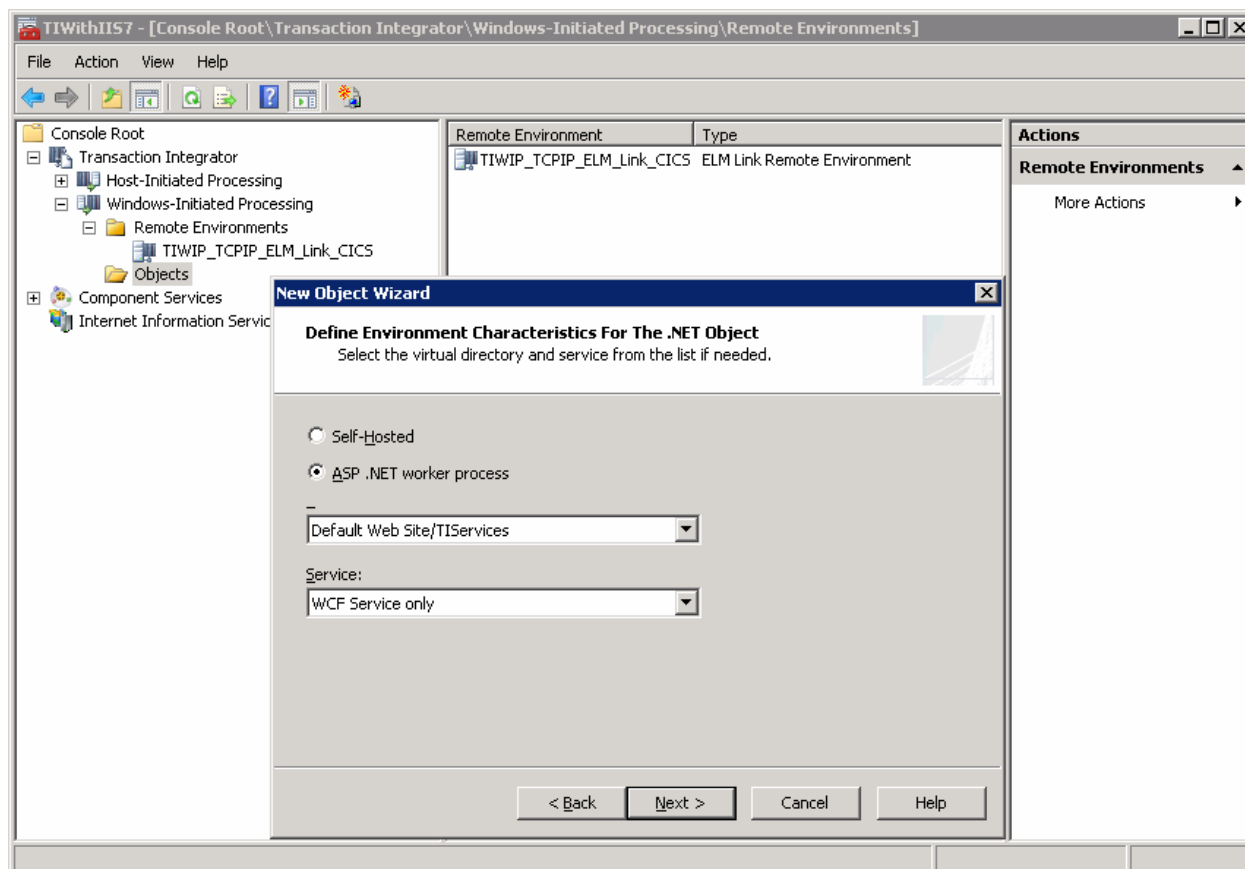 TIWithIIS7 - [Console Root\Transaction Integrator\Windows-Initiated Processing\Remote Environments]
File Action View Help
Console Root
Transaction Integrator
Host-Initiated Processing
Windows-Initiated Processing
Remote Environments
TIWIP_TCPIP_ELM_Link_CICS
Objects
Component Services
Internet Information Servic
Remote Environment Type
TIWIP_TCPIP_ELM_Link_CICS ELM Link Remote Environment
Actions
Remote Environments
More Actions
New Object Wizard
Define Environment Characteristics For The .NET Object
Select the virtual directory and service from the list if needed.
Self-Hosted
ASP .NET worker process
Default Web Site/TIServices
Service:
WCF Service only
< Back Next > Cancel Help